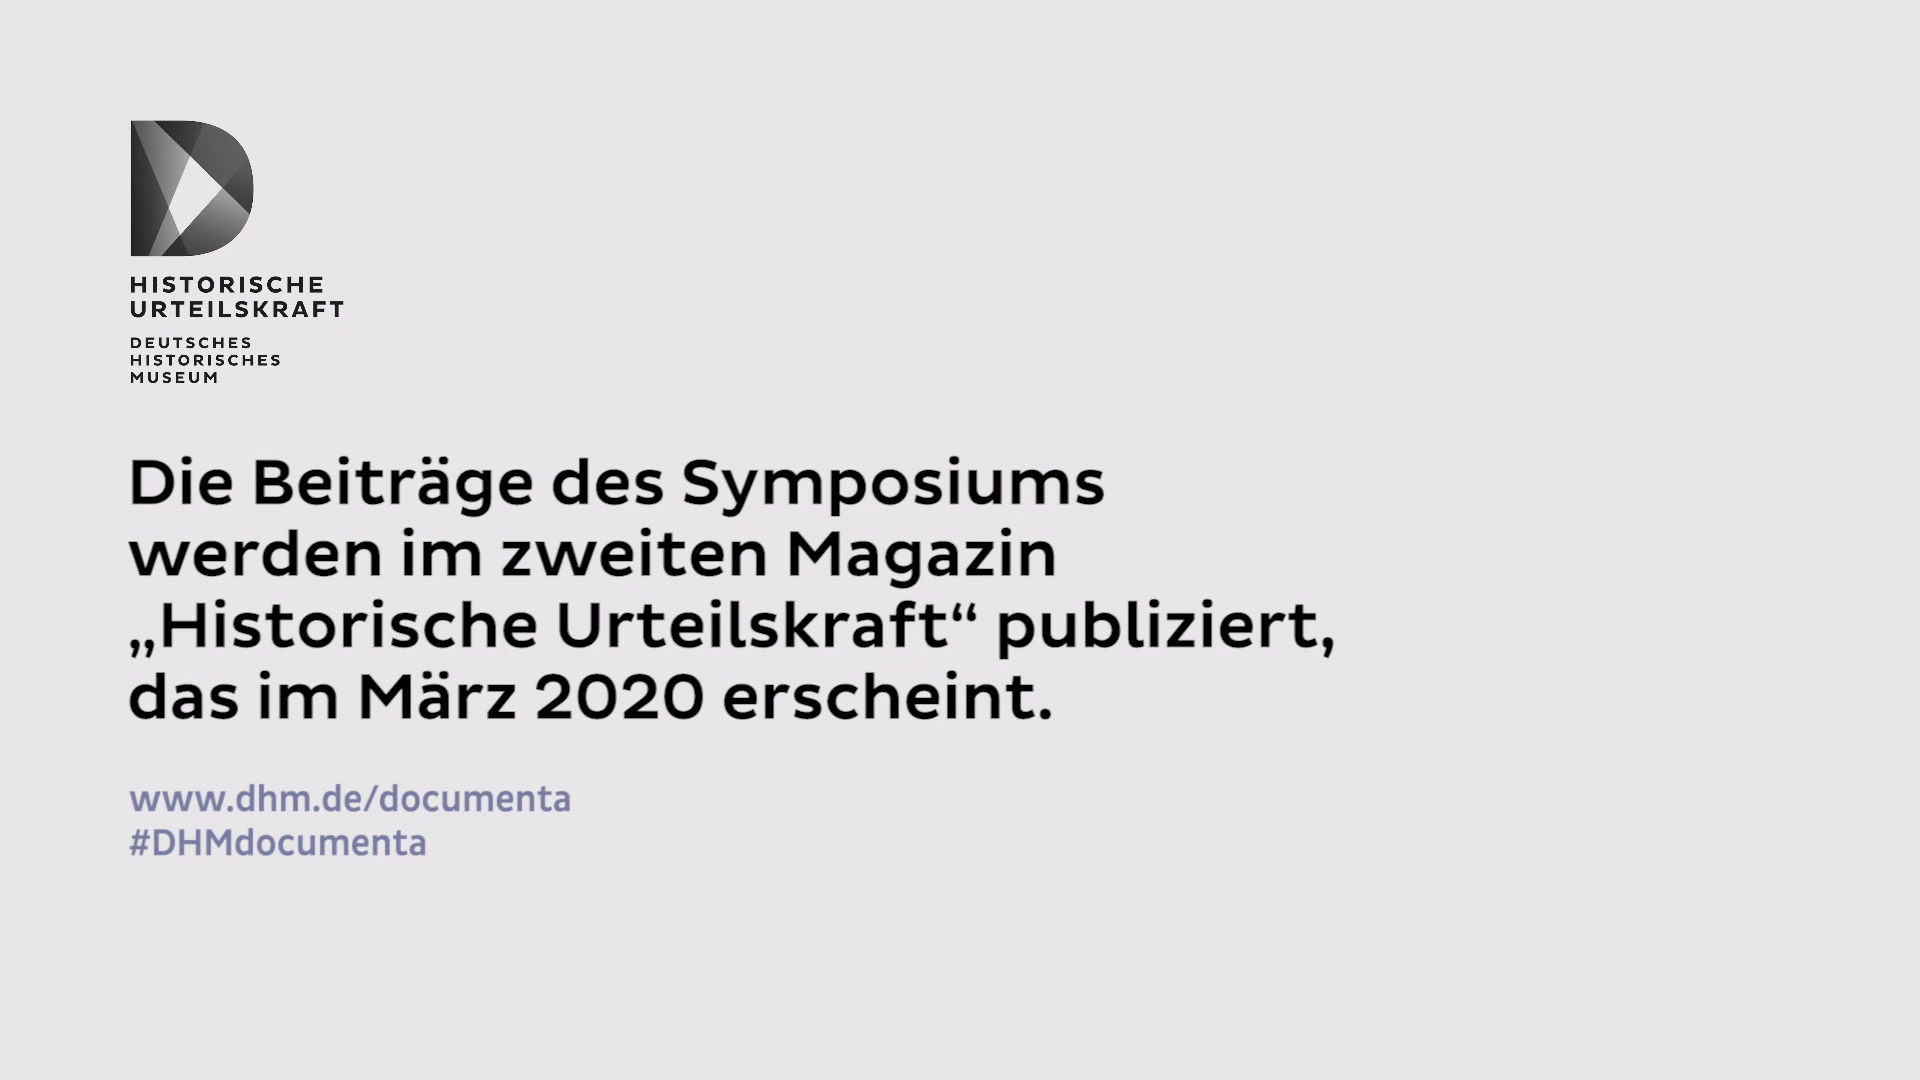 HISTORISCHE
URTEILSKRAFT
DEUTSCHES
HISTORISCHES
MUSEUM
Die Beiträge des Symposiums
werden im zweiten Magazin
„Historische Urteilskraft“ publiziert,
das im März 2020 erscheint.
www.dhm.de/documenta
#DHMdocumenta